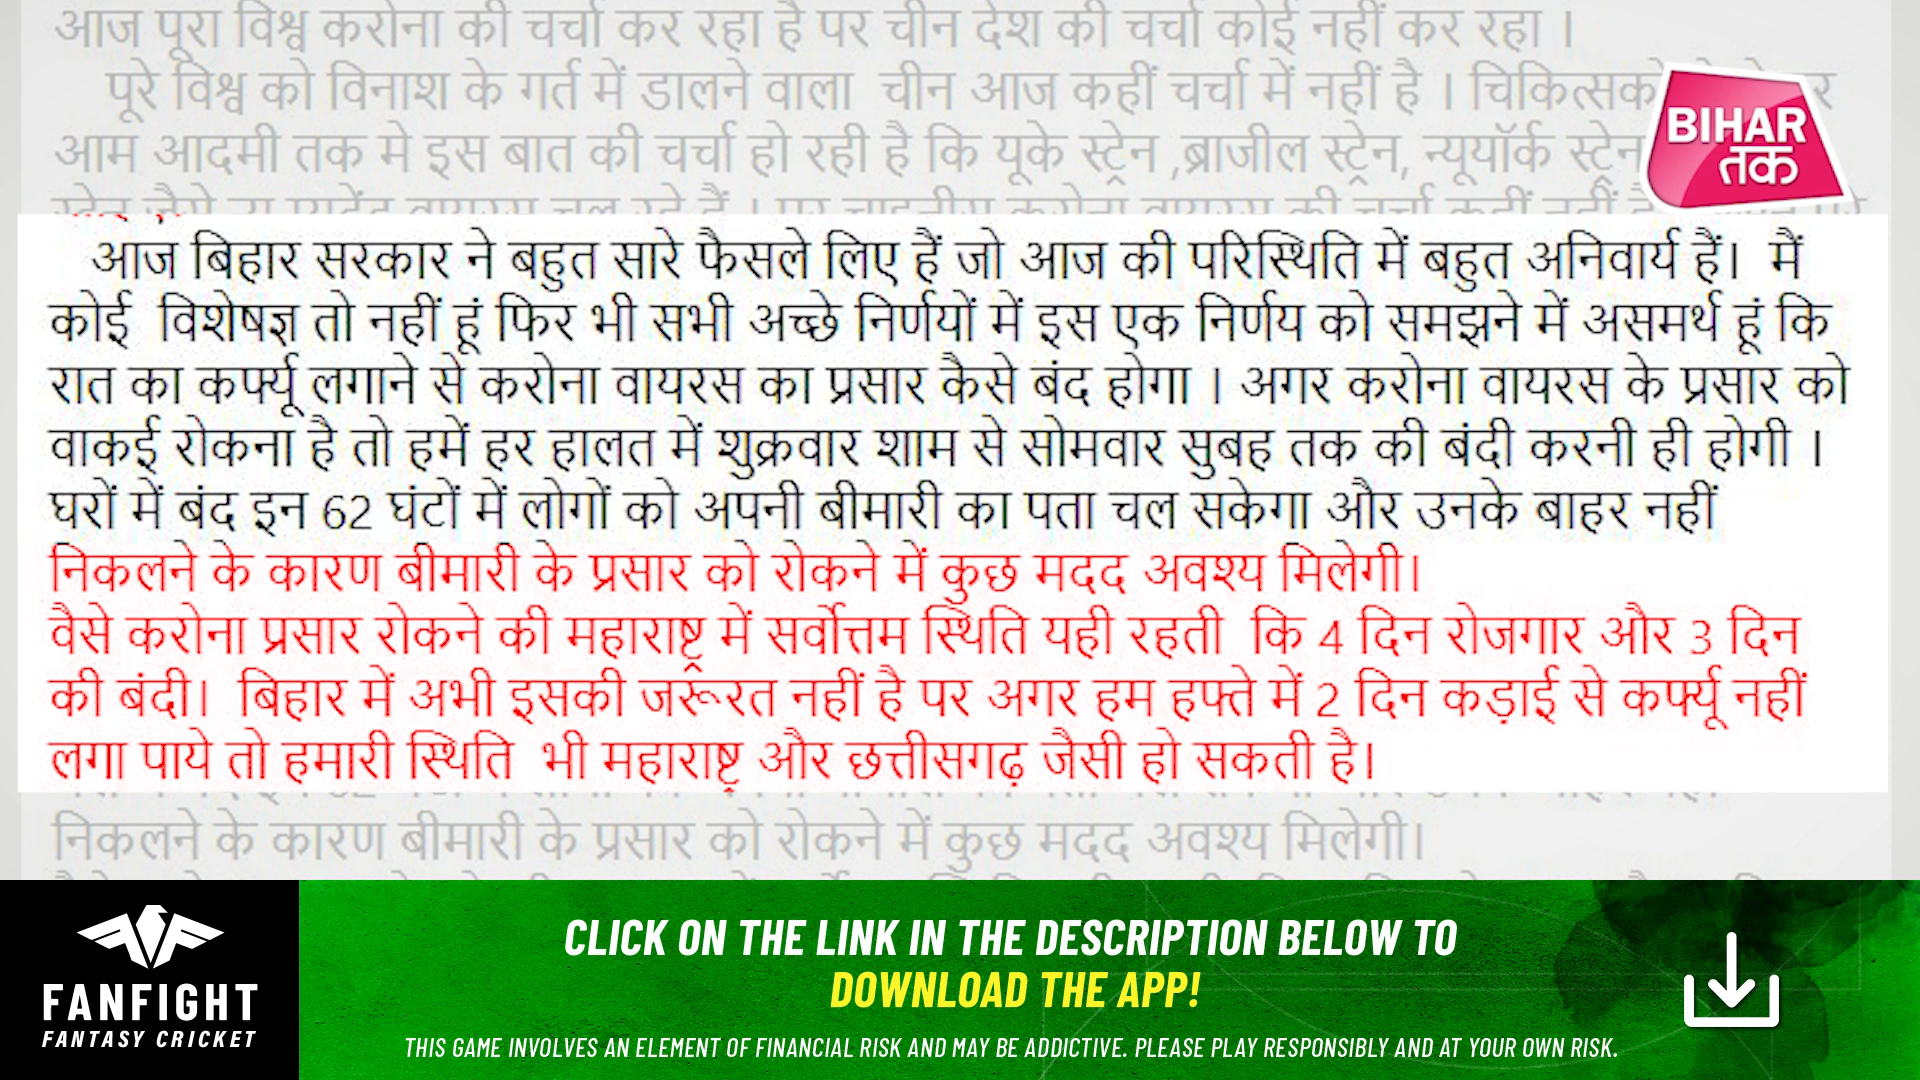 आज पूरा विश्व करोना की चर्चा कर रहा है पर चीन देश की चर्चा कोई नहीं कर रहा ।
पूरे विश्व को विनाश के गर्त में डालने वाला चीन आज कहीं चर्चा में नहीं है ।
आम आदमी तक मे इस बात की चर्चा हो रही है कि यूके स्ट्रेन ,ब्राजील स्ट्रेन, न्यूयॉर्क स्ट्रेन
BIHAR
तक
आज बिहार सरकार ने बहुत सारे फैसले लिए हैं जो आज की परिस्थिति में बहुत अनिवार्य हैं। मैं
कोई विशेषज्ञ तो नहीं हूं फिर भी सभी अच्छे निर्णयों में इस एक निर्णय को समझने में असमर्थ हूं कि
रात का कर्फ्यू लगाने से करोना वायरस का प्रसार कैसे बंद होगा । अगर करोना वायरस के प्रसार को
वाकई रोकना है तो हमें हर हालत में शुक्रवार शाम से सोमवार सुबह तक की बंदी करनी ही होगी ।
घरों में बंद इन 62 घंटों में लोगों को अपनी बीमारी का पता चल सकेगा और उनके बाहर नहीं
निकलने के कारण बीमारी के प्रसार को रोकने में कुछ मदद अवश्य मिलेगी।
वैसे करोना प्रसार रोकने की महाराष्ट्र में सर्वोत्तम स्थिति यही रहती कि 4 दिन रोजगार और 3 दिन
की बंदी। बिहार में अभी इसकी जरूरत नहीं है पर अगर हम हफ्ते में 2 दिन कड़ाई से कर्फ्यू नहीं
लगा पाये तो हमारी स्थिति भी महाराष्ट्र और छत्तीसगढ़ जैसी हो सकती है।
निकलने के कारण बीमारी के प्रसार को रोकने में कुछ मदद अवश्य मिलेगी।
CLICK ON THE LINK IN THE DESCRIPTION BELOW TO
DOWNLOAD THE APP!
FANFIGHT
FANTASY CRICKET
THIS GAME INVOLVES AN ELEMENT OF FINANCIAL RISK AND MAY BE ADDICTIVE. PLEASE PLAY RESPONSIBLY AND AT YOUR OWN RISK.